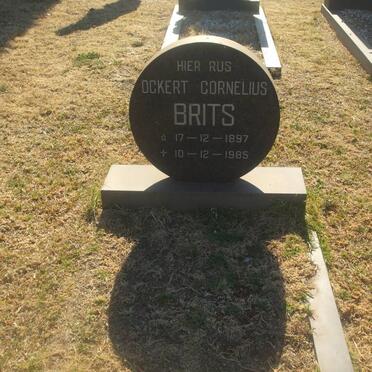 HIER RUS
OCKERT CORNELIUS
BRITS
☆ 17-12-1897
✝ 10-12-1985